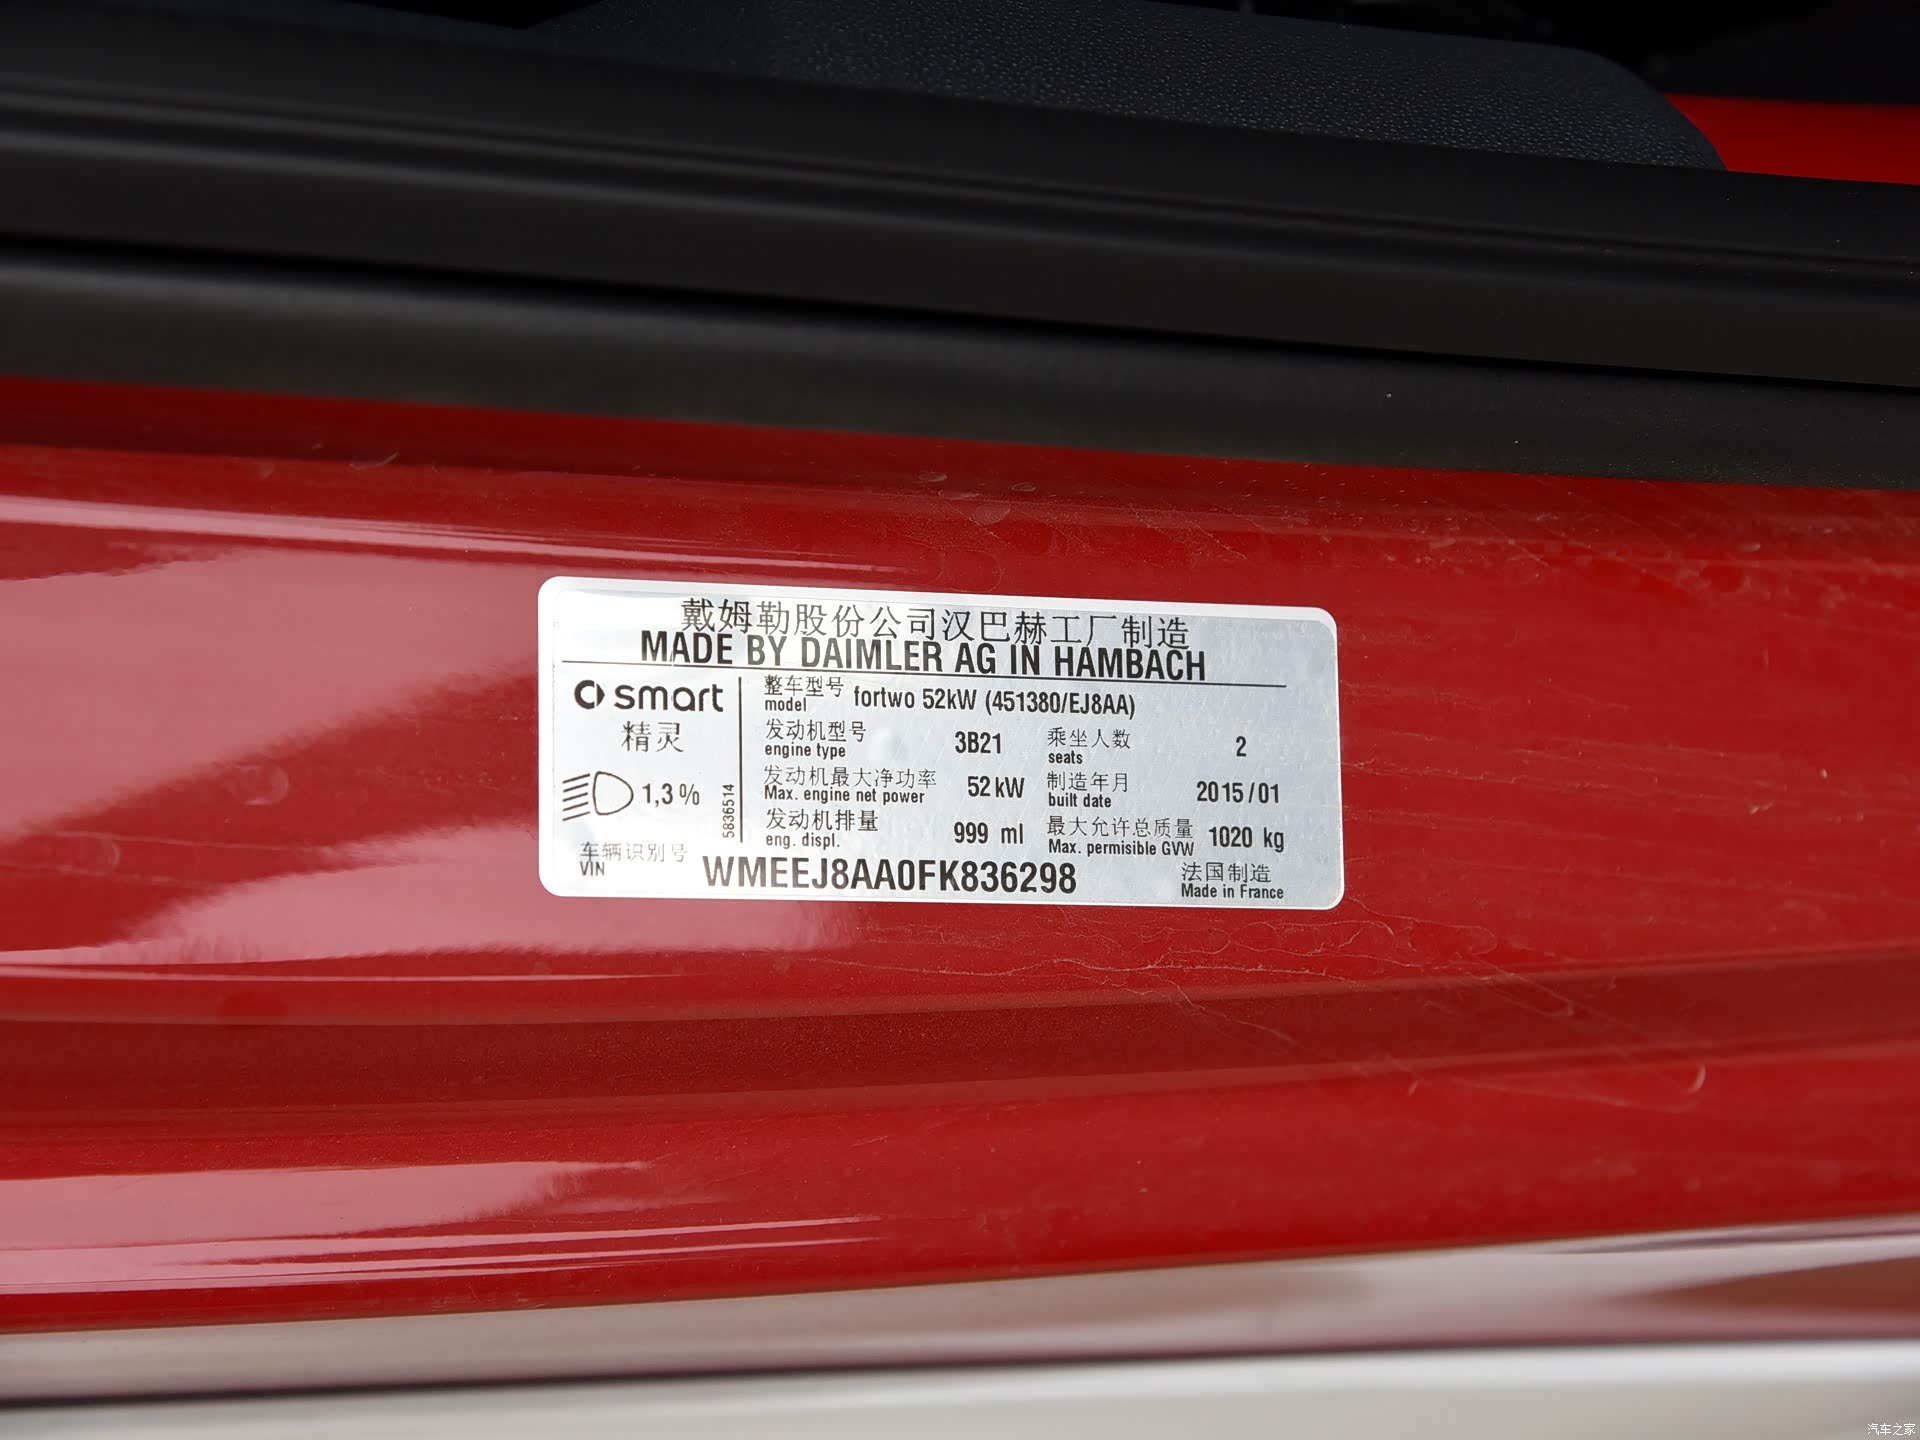 戴姆勒股份公司汉巴赫工厂制造
MADE BY DAIMLER AG IN HAMBACH
smart
精灵
1,3 %
5836514
整车型号 fortwo 52kW (451380/EJ8AA)
model
发动机型号 3B21 乘坐人数 2
engine type seats
发动机最大净功率 52 kW 制造年月 2015/01
Max. engine net power built date
发动机排量 999 ml 最大允许总质量 1020 kg
eng. displ. Max. permisible GVW
车辆识别号 WMEEJ8AA0FK836298 法国制造
VIN Made in France
汽车之家